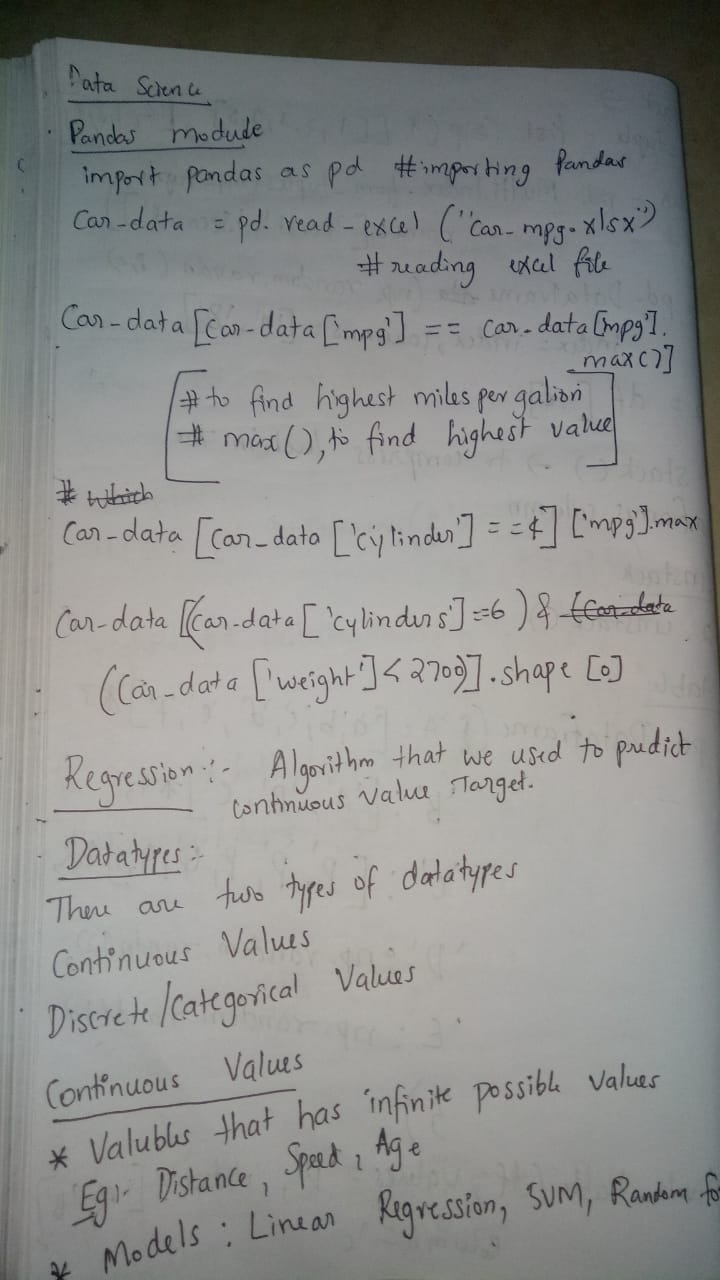 Data Science
Pandas module
import pandas as pd #importing Pandas
Car-data = pd. read-excel ("car-mpg.xlsx")
#reading excel file
Car-data [Car-data ['mpg'] == car-data [mpg'].
max()]
# to find highest miles per galion
# max(), to find highest value
# which
Car-data [Car_data ['cylinder'] == 4] ['mpg'].max
Car-data [(Car-data ['cylinders'] ==6) & (Car-data
((Car_data ['weight'] < 2700)].shape [0]
Regression :- Algorithm that we used to predict
continuous value Target.
Datatypes:-
There are two types of datatypes
Continuous Values
Discrete/Categorical Values
Continuous Values
* Valubles that has infinite possible values
Eg:- Distance, Speed, Age
* Models : Linear Regression, SVM, Random fo